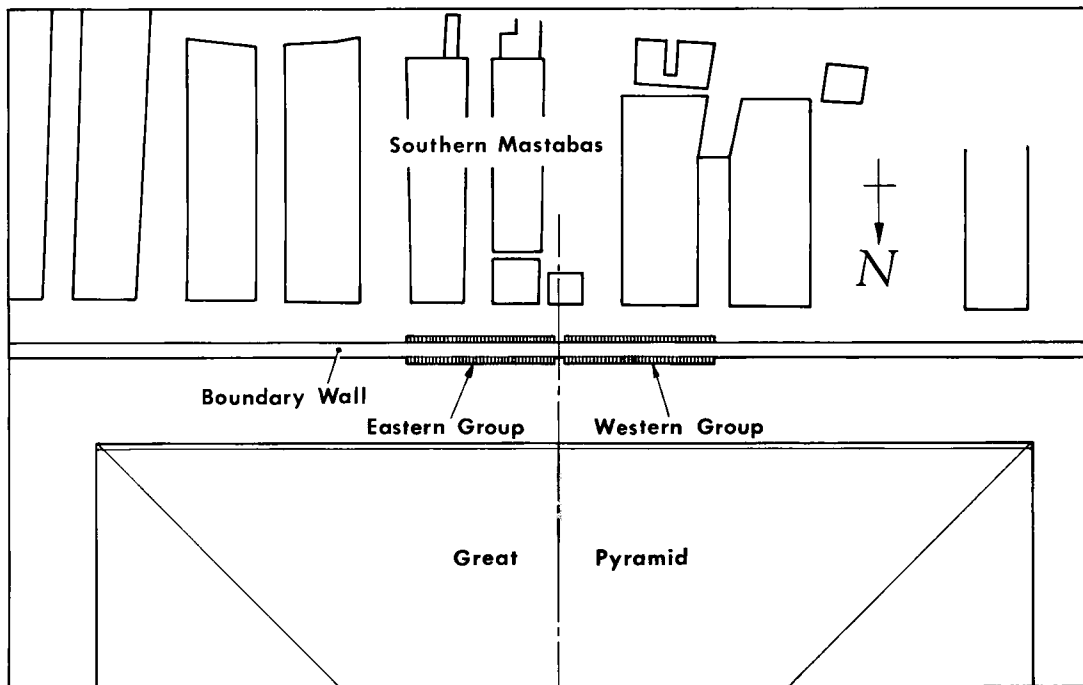 Southern Mastabas
N
Boundary Wall
Eastern Group
Western Group
Great Pyramid